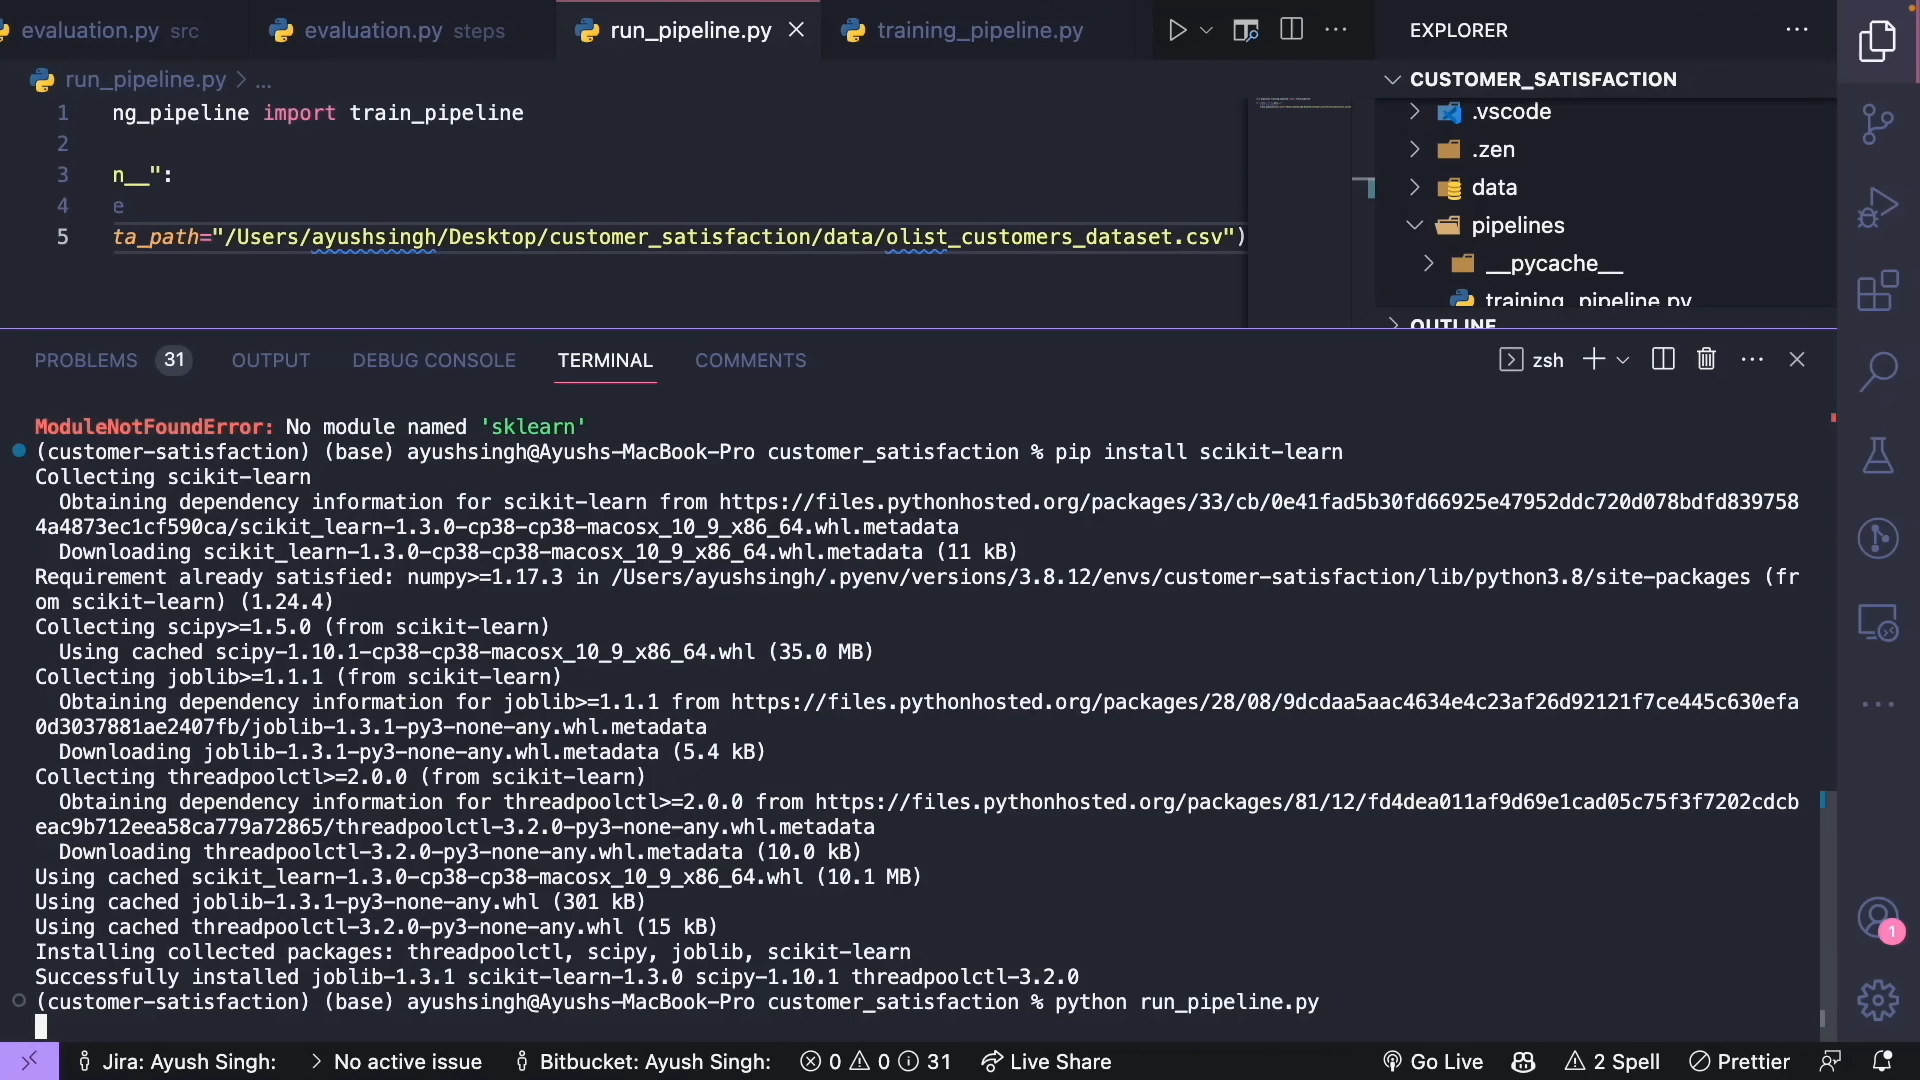 evaluation.py src
evaluation.py steps
run_pipeline.py
training_pipeline.py
EXPLORER
run_pipeline.py > ...
CUSTOMER_SATISFACTION
.vscode
.zen
data
pipelines
__pycache__
training_pipeline.py
OUTLINE
1 ng_pipeline import train_pipeline
2
3 n__":
4 e
5 ta_path="/Users/ayushsingh/Desktop/customer_satisfaction/data/olist_customers_dataset.csv")
PROBLEMS 31 OUTPUT DEBUG CONSOLE TERMINAL COMMENTS
zsh
ModuleNotFoundError: No module named 'sklearn'
(customer-satisfaction) (base) ayushsingh@Ayushs-MacBook-Pro customer_satisfaction % pip install scikit-learn
Collecting scikit-learn
Obtaining dependency information for scikit-learn from https://files.pythonhosted.org/packages/33/cb/0e41fad5b30fd66925e47952ddc720d078bdfd839758
4a4873ec1cf590ca/scikit_learn-1.3.0-cp38-cp38-macosx_10_9_x86_64.whl.metadata
Downloading scikit_learn-1.3.0-cp38-cp38-macosx_10_9_x86_64.whl.metadata (11 kB)
Requirement already satisfied: numpy>=1.17.3 in /Users/ayushsingh/.pyenv/versions/3.8.12/envs/customer-satisfaction/lib/python3.8/site-packages (fr
om scikit-learn) (1.24.4)
Collecting scipy>=1.5.0 (from scikit-learn)
Using cached scipy-1.10.1-cp38-cp38-macosx_10_9_x86_64.whl (35.0 MB)
Collecting joblib>=1.1.1 (from scikit-learn)
Obtaining dependency information for joblib>=1.1.1 from https://files.pythonhosted.org/packages/28/08/9dcdaa5aac4634e4c23af26d92121f7ce445c630efa
0d3037881ae2407fb/joblib-1.3.1-py3-none-any.whl.metadata
Downloading joblib-1.3.1-py3-none-any.whl.metadata (5.4 kB)
Collecting threadpoolctl>=2.0.0 (from scikit-learn)
Obtaining dependency information for threadpoolctl>=2.0.0 from https://files.pythonhosted.org/packages/81/12/fd4dea011af9d69e1cad05c75f3f7202cdcb
eac9b712eea58ca779a72865/threadpoolctl-3.2.0-py3-none-any.whl.metadata
Downloading threadpoolctl-3.2.0-py3-none-any.whl.metadata (10.0 kB)
Using cached scikit_learn-1.3.0-cp38-cp38-macosx_10_9_x86_64.whl (10.1 MB)
Using cached joblib-1.3.1-py3-none-any.whl (301 kB)
Using cached threadpoolctl-3.2.0-py3-none-any.whl (15 kB)
Installing collected packages: threadpoolctl, scipy, joblib, scikit-learn
Successfully installed joblib-1.3.1 scikit-learn-1.3.0 scipy-1.10.1 threadpoolctl-3.2.0
(customer-satisfaction) (base) ayushsingh@Ayushs-MacBook-Pro customer_satisfaction % python run_pipeline.py
1
Jira: Ayush Singh: > No active issue Bitbucket: Ayush Singh: 0 0 31 Live Share Go Live 2 Spell Prettier